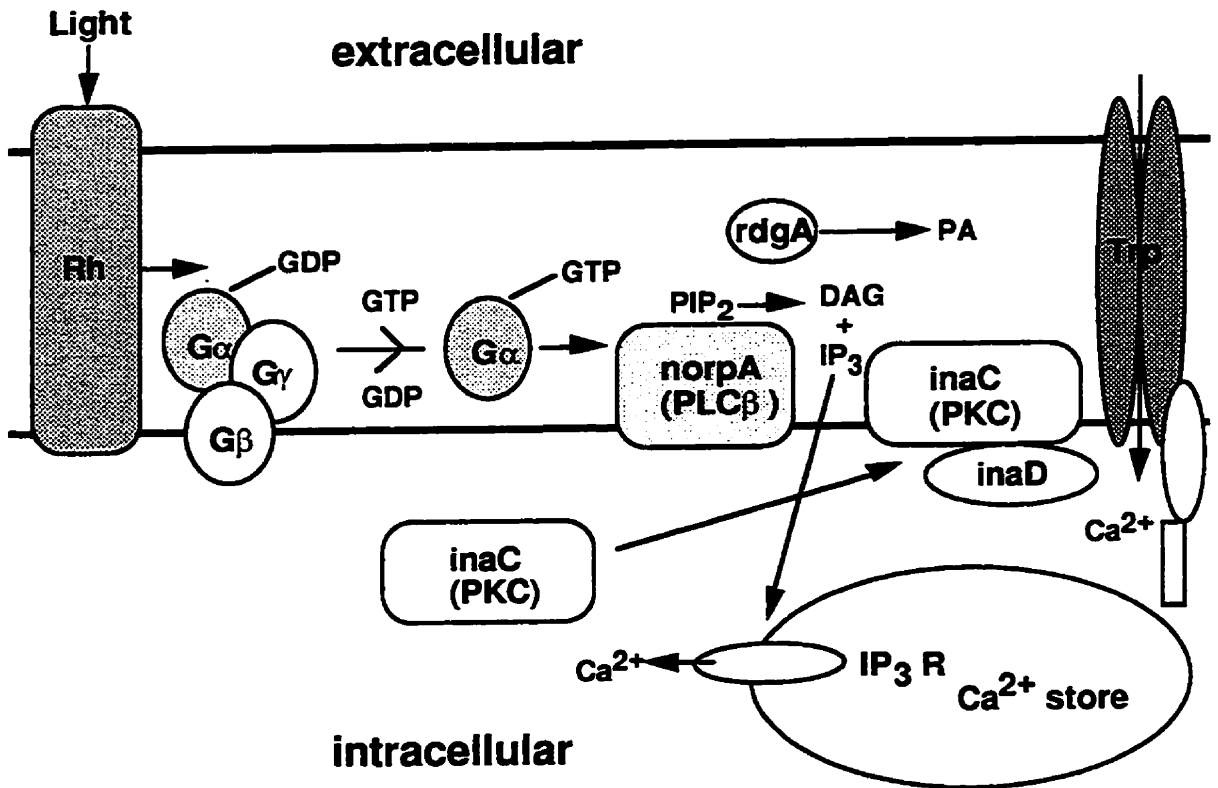 Light
extracellular
Rh
GDP
Gα
Gγ
Gβ
GTP
GDP
GTP
Gα
rdgA
PA
PIP2
DAG
+
IP3
norpA
(PLCβ)
inaC
(PKC)
inaD
Trp
Ca2+
inaC
(PKC)
Ca2+
IP3 R
Ca2+ store
intracellular